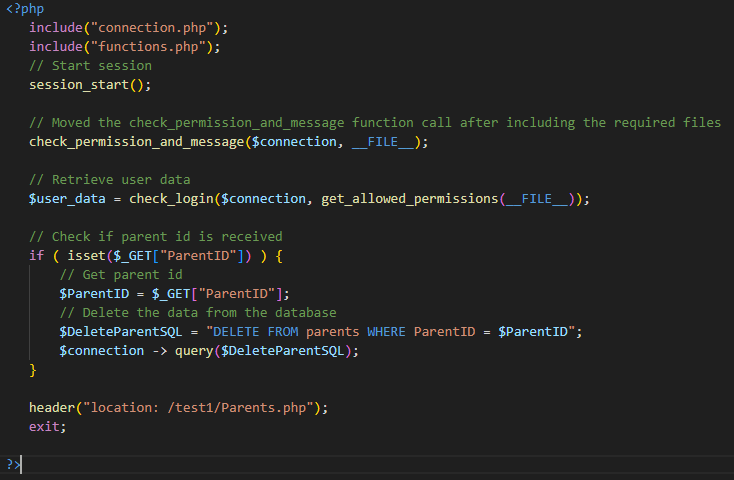 <?php
include("connection.php");
include("functions.php");
// Start session
session_start();
// Moved the check_permission_and_message function call after including the required files
check_permission_and_message($connection, __FILE__);
// Retrieve user data
$user_data = check_login($connection, get_allowed_permissions(__FILE__));
// Check if parent id is received
if ( isset($_GET["ParentID"]) ) {
// Get parent id
$ParentID = $_GET["ParentID"];
// Delete the data from the database
$DeleteParentSQL = "DELETE FROM parents WHERE ParentID = $ParentID";
$connection -> query($DeleteParentSQL);
}
header("location: /test1/Parents.php");
exit;
?>